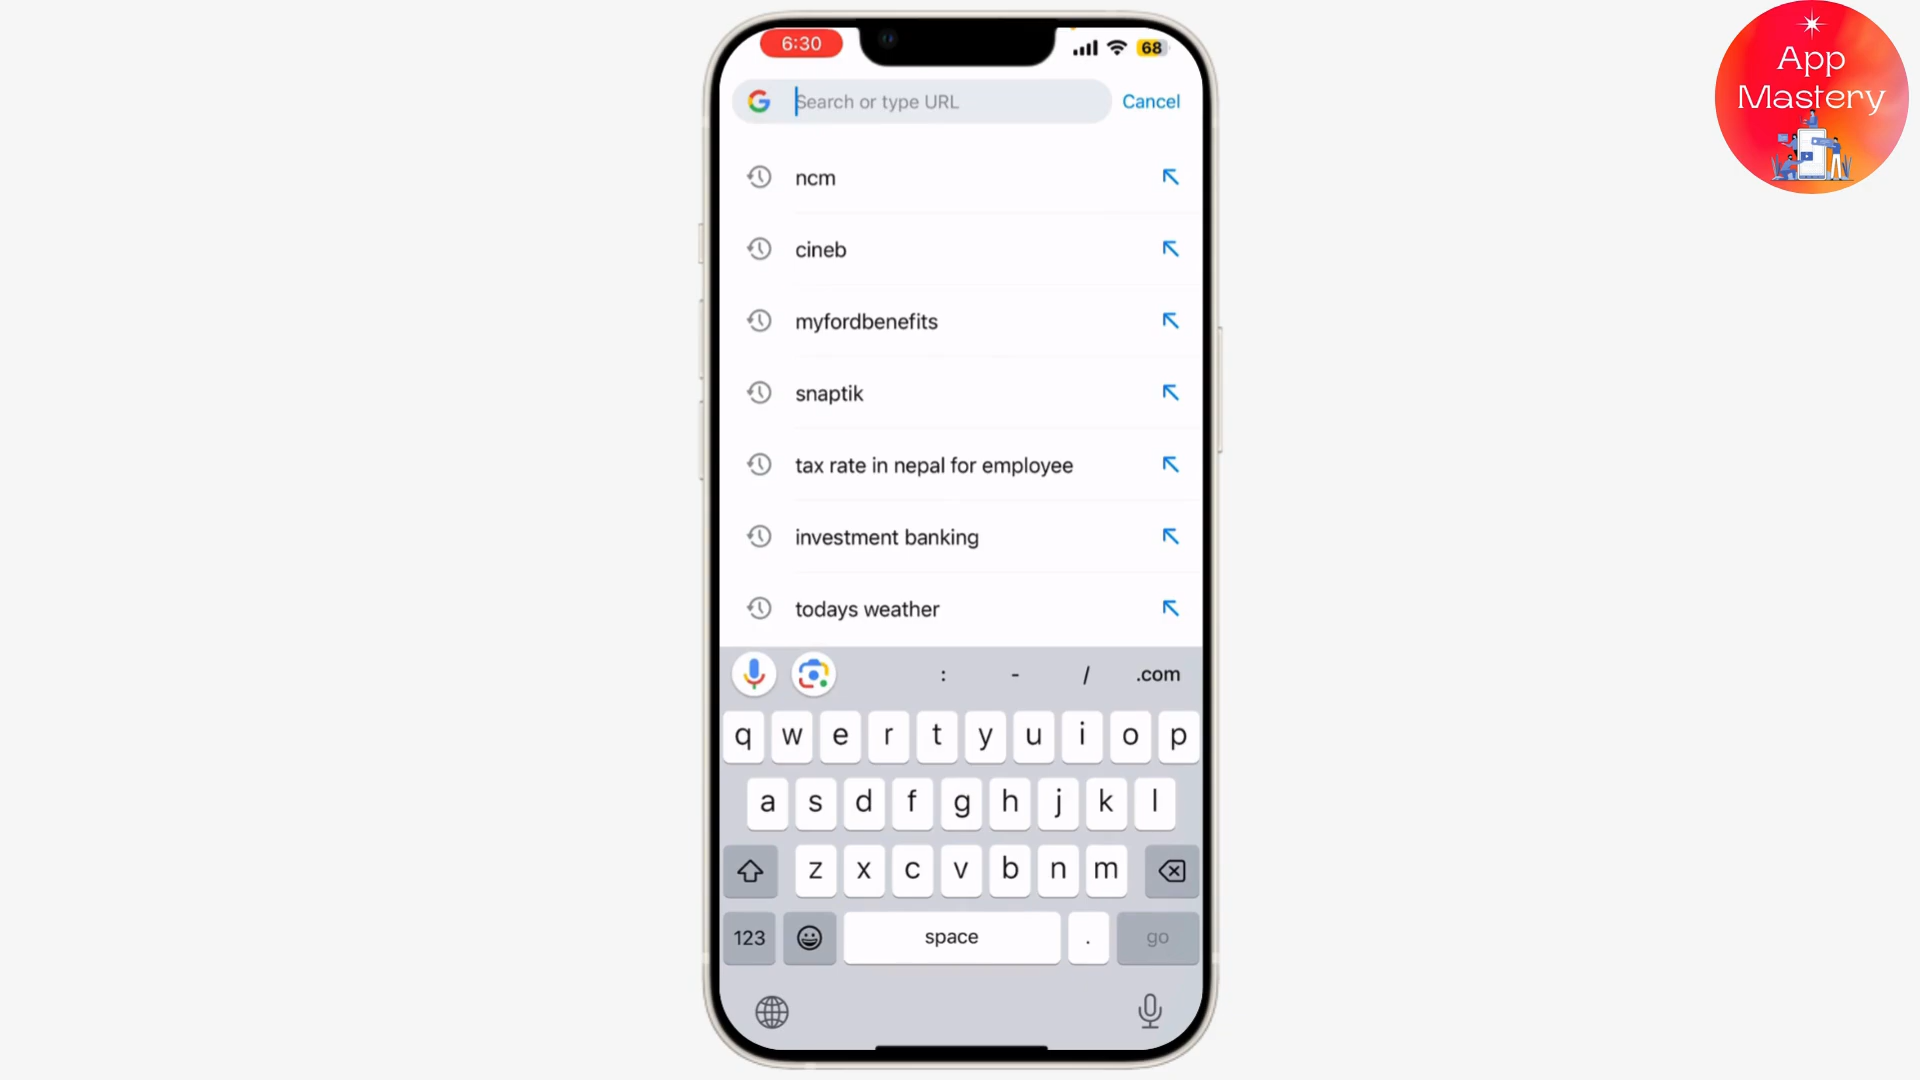 App
Mastery
6:30
68
Search or type URL
Cancel
ncm
cineb
myfordbenefits
snaptik
tax rate in nepal for employee
investment banking
todays weather
: - / .com
q w e r t y u i o p
a s d f g h j k l
z x c v b n m
123 space . go